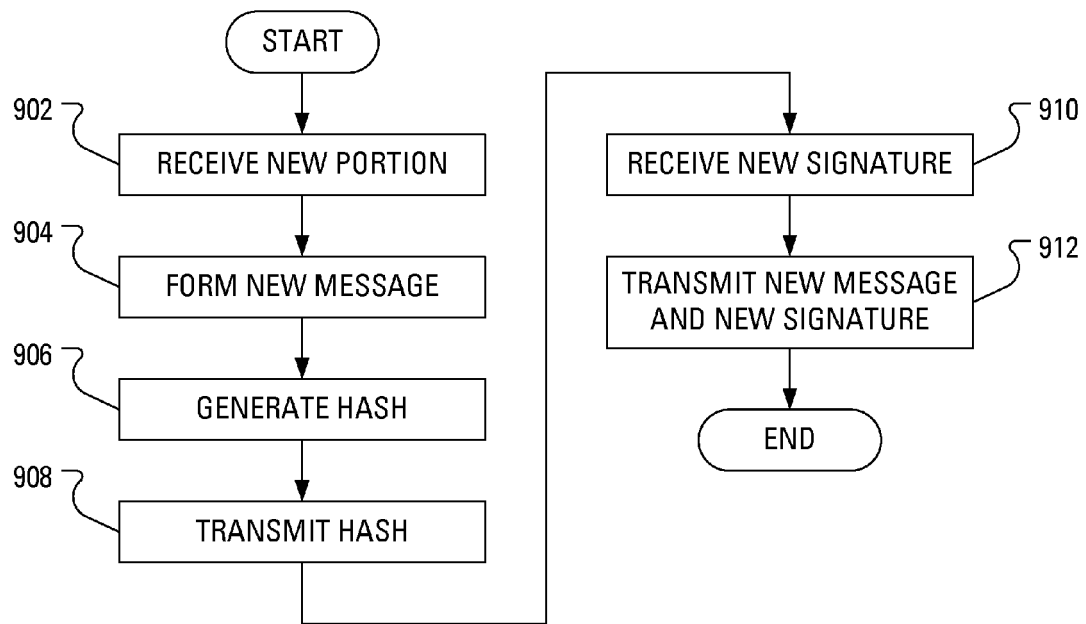 START
902
RECEIVE NEW PORTION
904
FORM NEW MESSAGE
906
GENERATE HASH
908
TRANSMIT HASH
910
RECEIVE NEW SIGNATURE
912
TRANSMIT NEW MESSAGE
AND NEW SIGNATURE
END